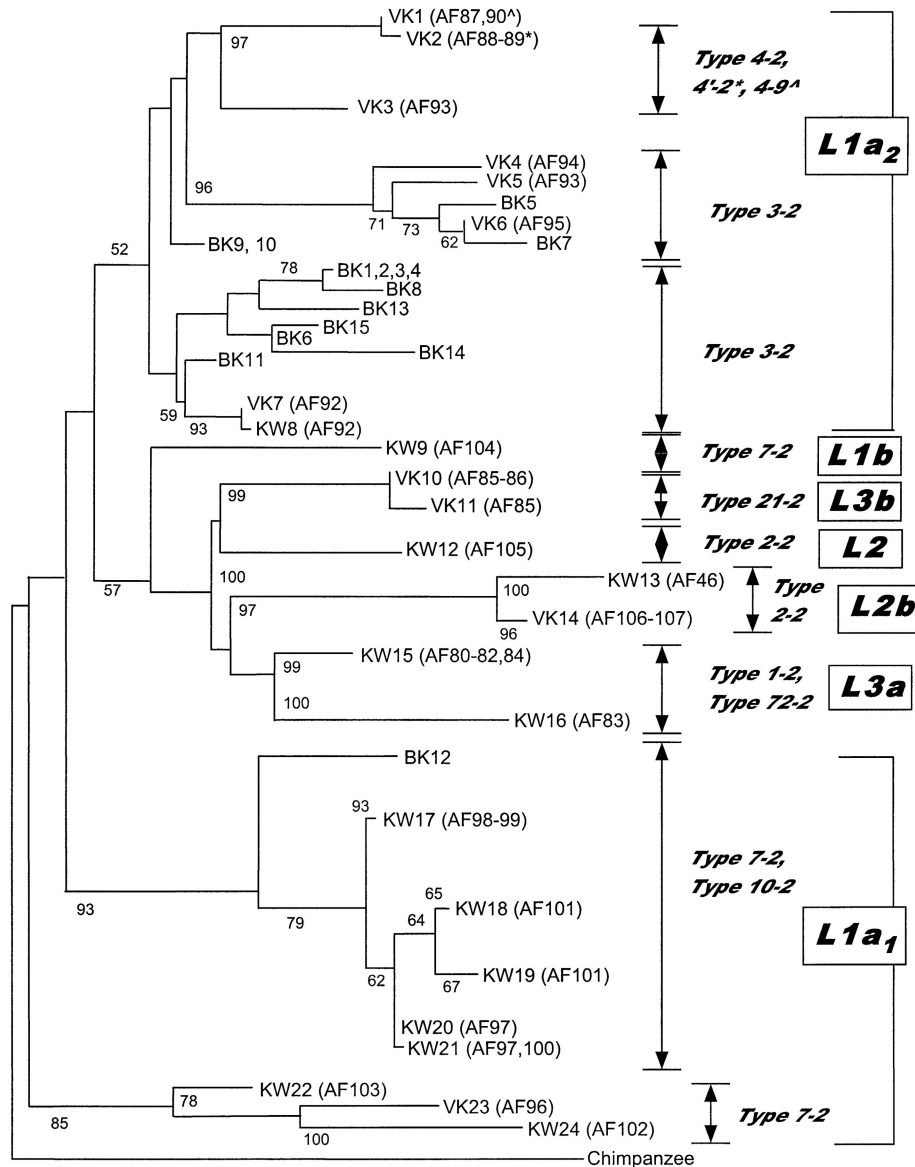 VK1 (AF87,90^)
VK2 (AF88-89*)
97
Type 4-2,
4'-2*, 4-9^
VK3 (AF93)
L1a2
VK4 (AF94)
VK5 (AF93)
96
BK5
71
73
VK6 (AF95)
62
BK7
Type 3-2
52
BK9, 10
78
BK1,2,3,4
BK8
BK13
BK15
BK6
BK14
Type 3-2
BK11
VK7 (AF92)
59
93
KW8 (AF92)
KW9 (AF104)
Type 7-2
L1b
VK10 (AF85-86)
99
VK11 (AF85)
Type 21-2
L3b
KW12 (AF105)
Type 2-2
L2
57
100
KW13 (AF46)
100
97
VK14 (AF106-107)
96
Type
2-2
L2b
KW15 (AF80-82,84)
99
100
KW16 (AF83)
Type 1-2,
Type 72-2
L3a
BK12
93
KW17 (AF98-99)
Type 7-2,
Type 10-2
93
79
65
KW18 (AF101)
64
L1a1
62
67
KW19 (AF101)
KW20 (AF97)
KW21 (AF97,100)
KW22 (AF103)
78
VK23 (AF96)
85
100
KW24 (AF102)
Type 7-2
Chimpanzee